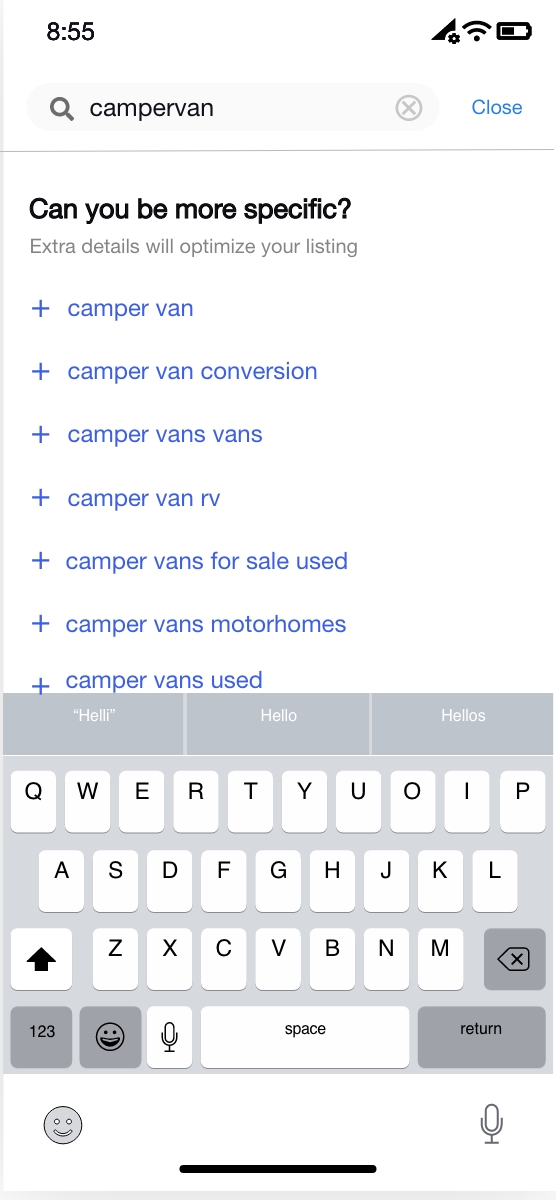 8:55
campervan
Close
Can you be more specific?
Extra details will optimize your listing
+ camper van
+ camper van conversion
+ camper vans vans
+ camper van rv
+ camper vans for sale used
+ camper vans motorhomes
+ camper vans used
“Helli” Hello Hellos
Q W E R T Y U O I P
A S D F G H J K L
Z X C V B N M
123 space return